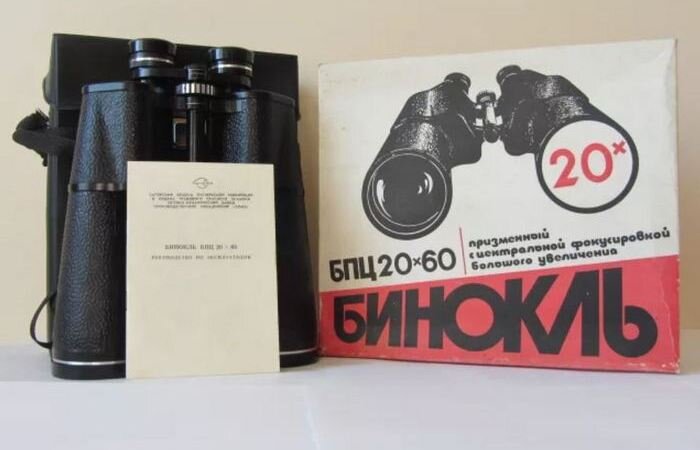 БИНОКЛЬ БПЦ 20×60
РУКОВОДСТВО ПО ЭКСПЛУАТАЦИИ
20×
БПЦ20×60
призменный
с центральной фокусировкой
большого увеличения
БИНОКЛЬ